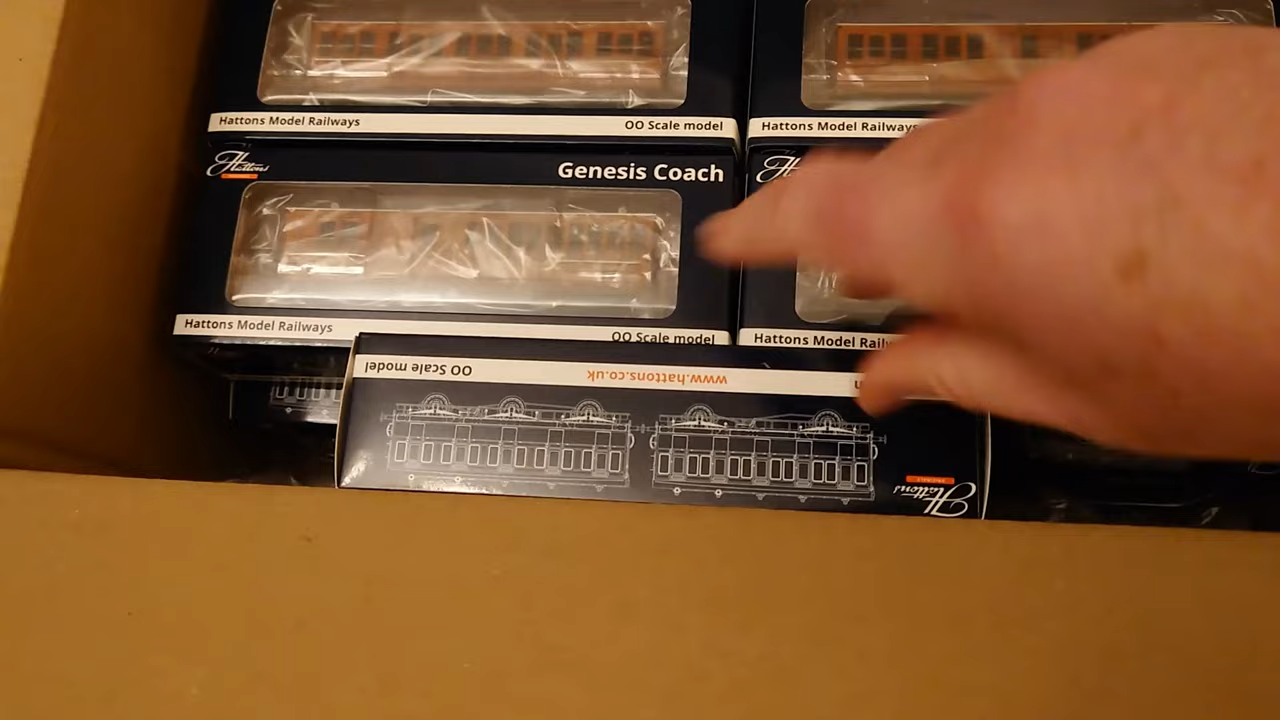 Hattons Model Railways OO Scale model
Hattons Model Railways
Hattons
Genesis Coach
Hattons Model Railways OO Scale model
Hattons Model
OO Scale model www.hattons.co.uk
Hattons